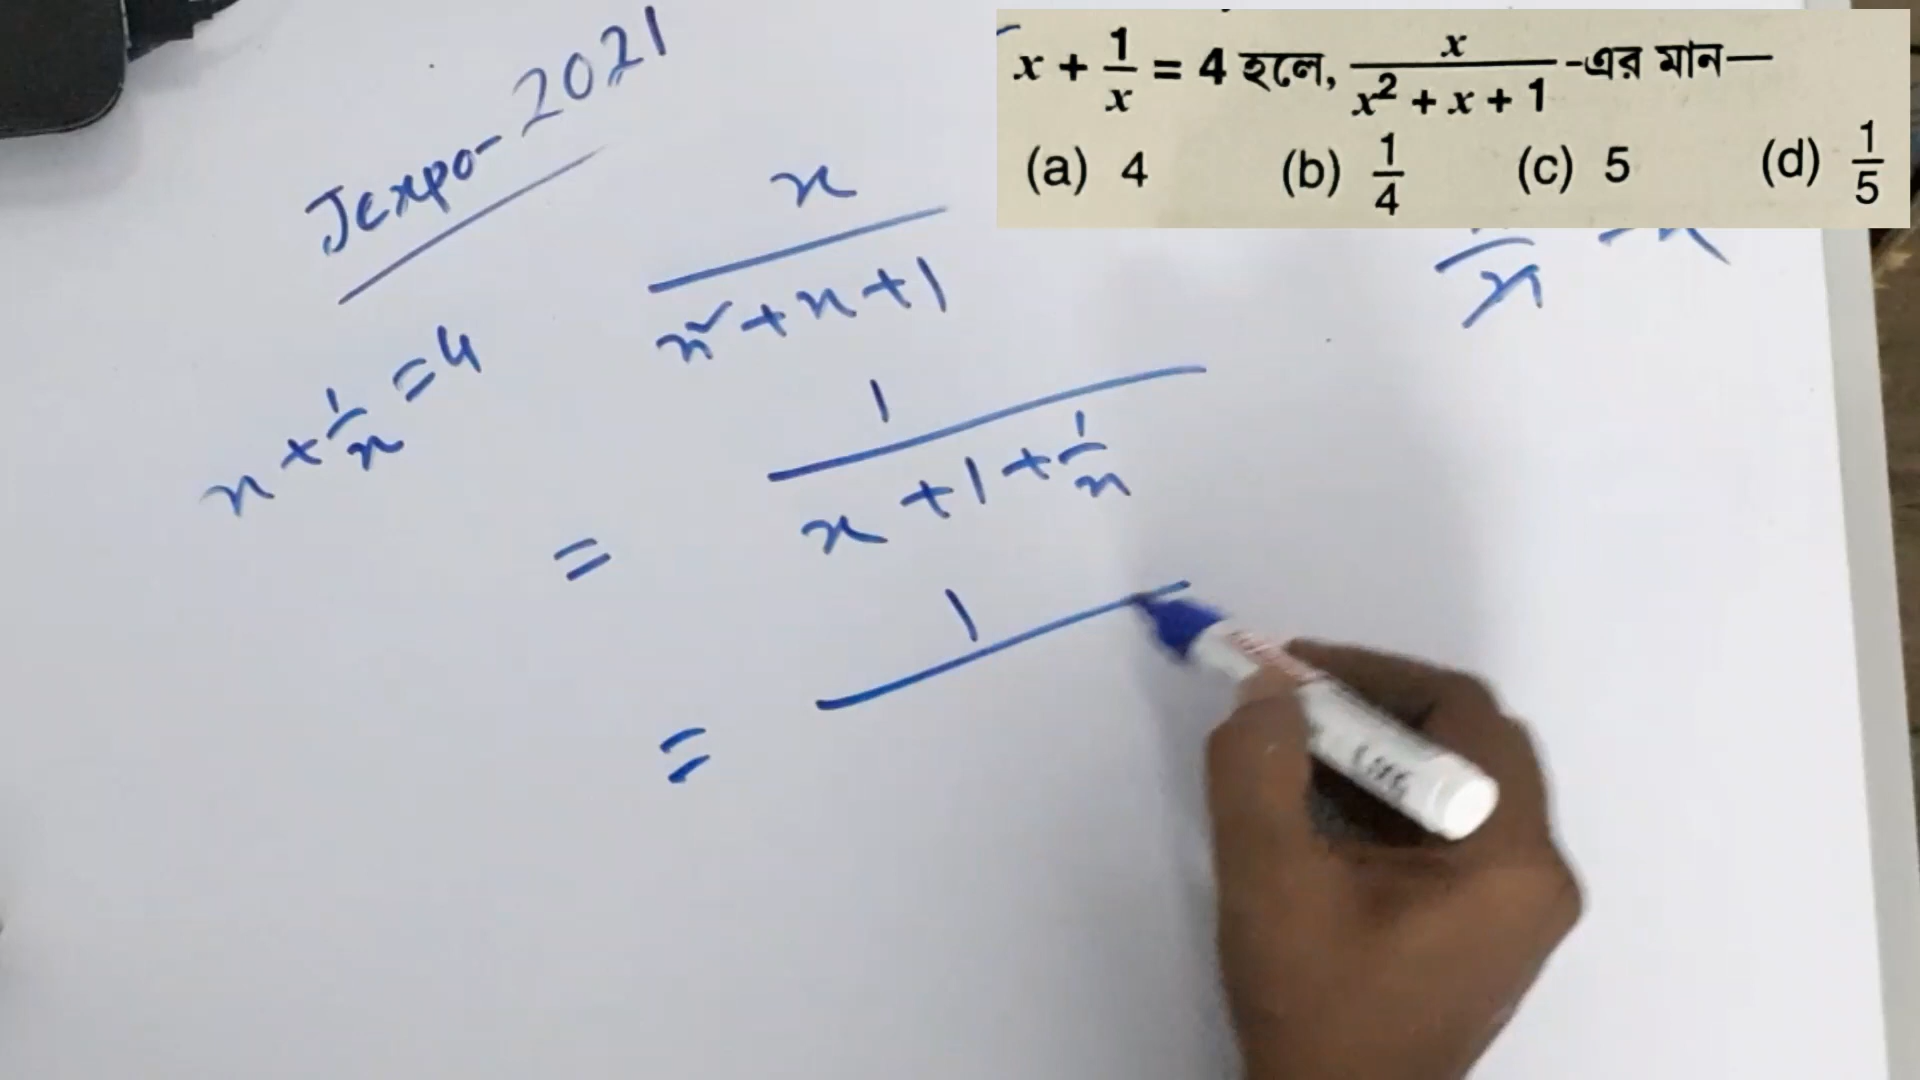 x + 1/x = 4 হলে, x/(x² + x + 1) -এর মান—
(a) 4 (b) 1/4 (c) 5 (d) 1/5
Jexpo-2021
x
x² + x + 1
x + 1/x = 4
= 1/(x + 1 + 1/x)
= 1